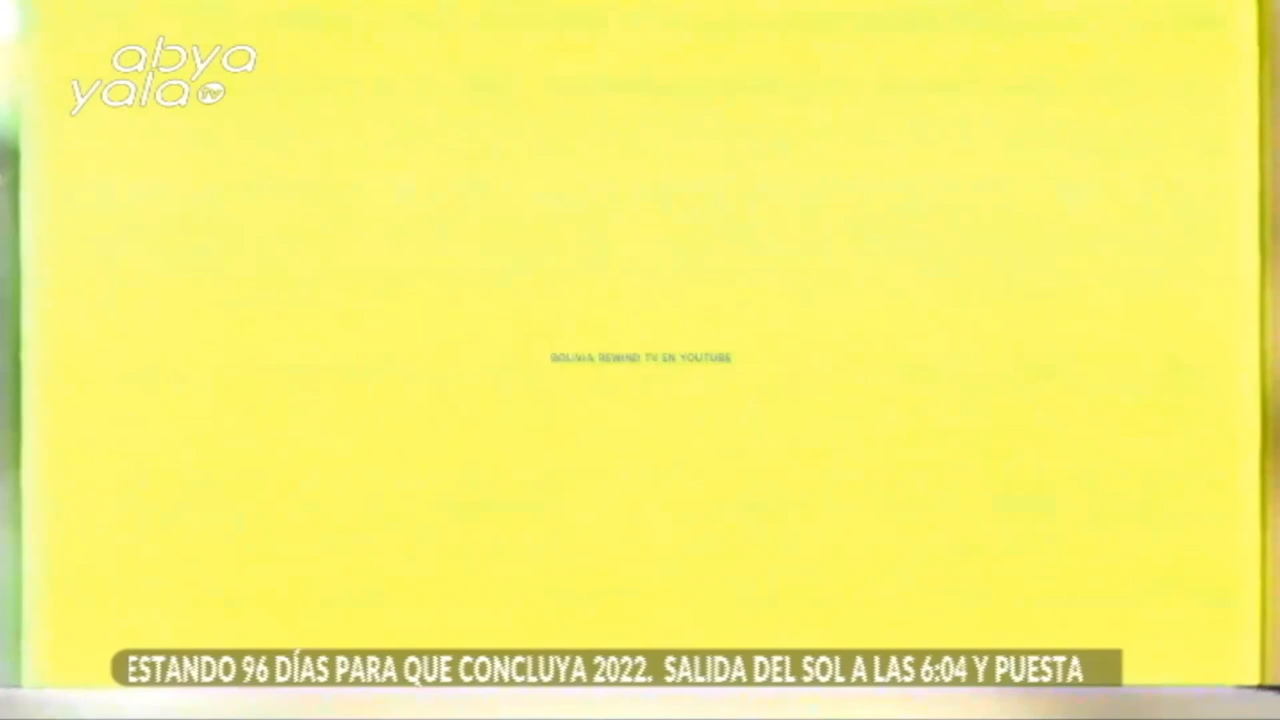 abya
yala tv
BOLIVIA REWIND TV EN YOUTUBE
ESTANDO 96 DÍAS PARA QUE CONCLUYA 2022. SALIDA DEL SOL A LAS 6:04 Y PUESTA